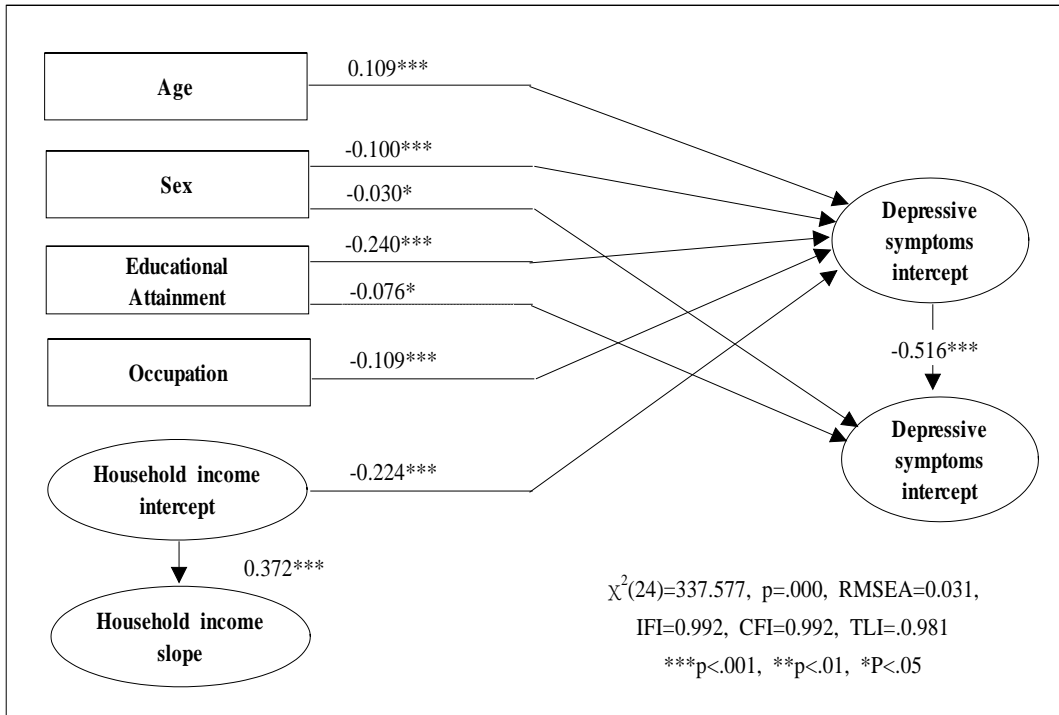 Age
0.109***
Sex
-0.100***
-0.030*
Educational
Attainment
-0.240***
-0.076*
Occupation
-0.109***
Household income
intercept
-0.224***
0.372***
Household income
slope
Depressive
symptoms
intercept
-0.516***
Depressive
symptoms
intercept
χ²(24)=337.577, p=.000, RMSEA=0.031,
IFI=0.992, CFI=0.992, TLI=.0.981
***p<.001, **p<.01, *P<.05